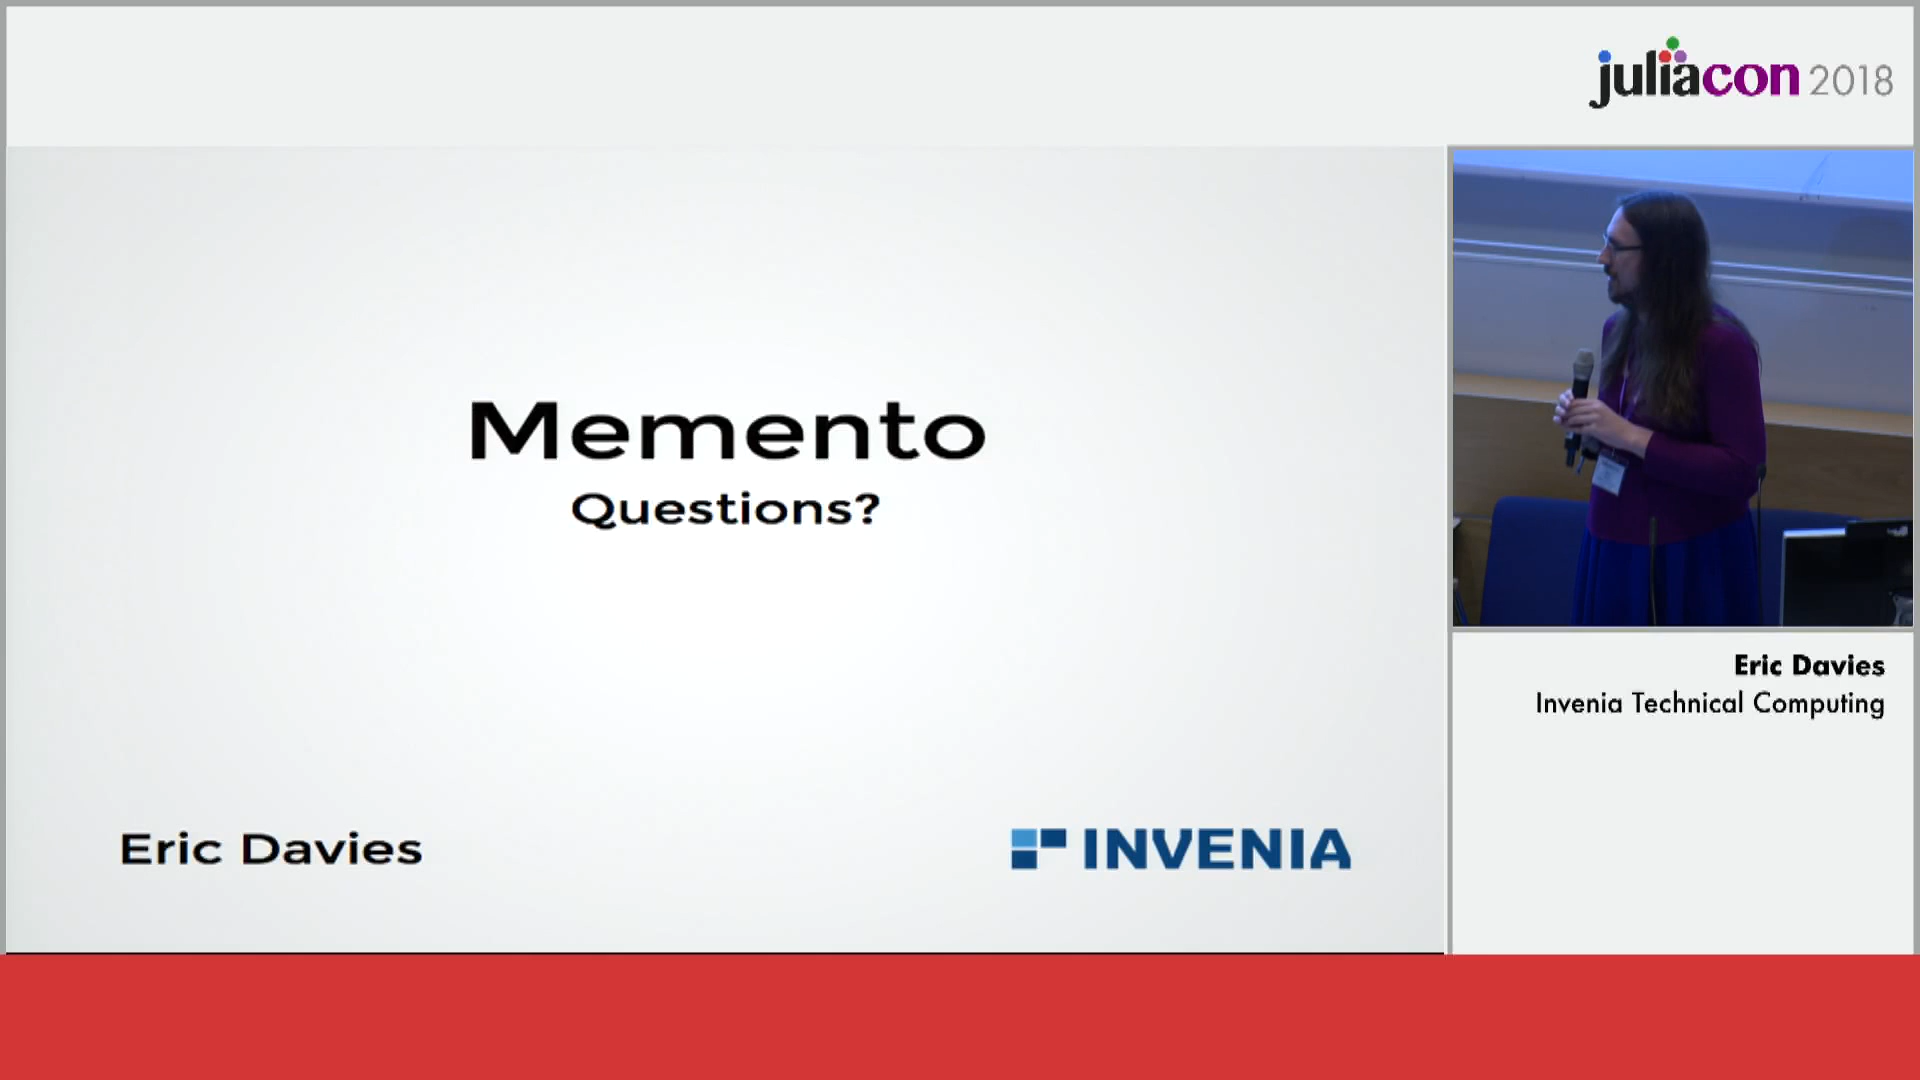 juliacon 2018
Memento
Questions?
Eric Davies
INVENIA
Eric Davies
Invenia Technical Computing